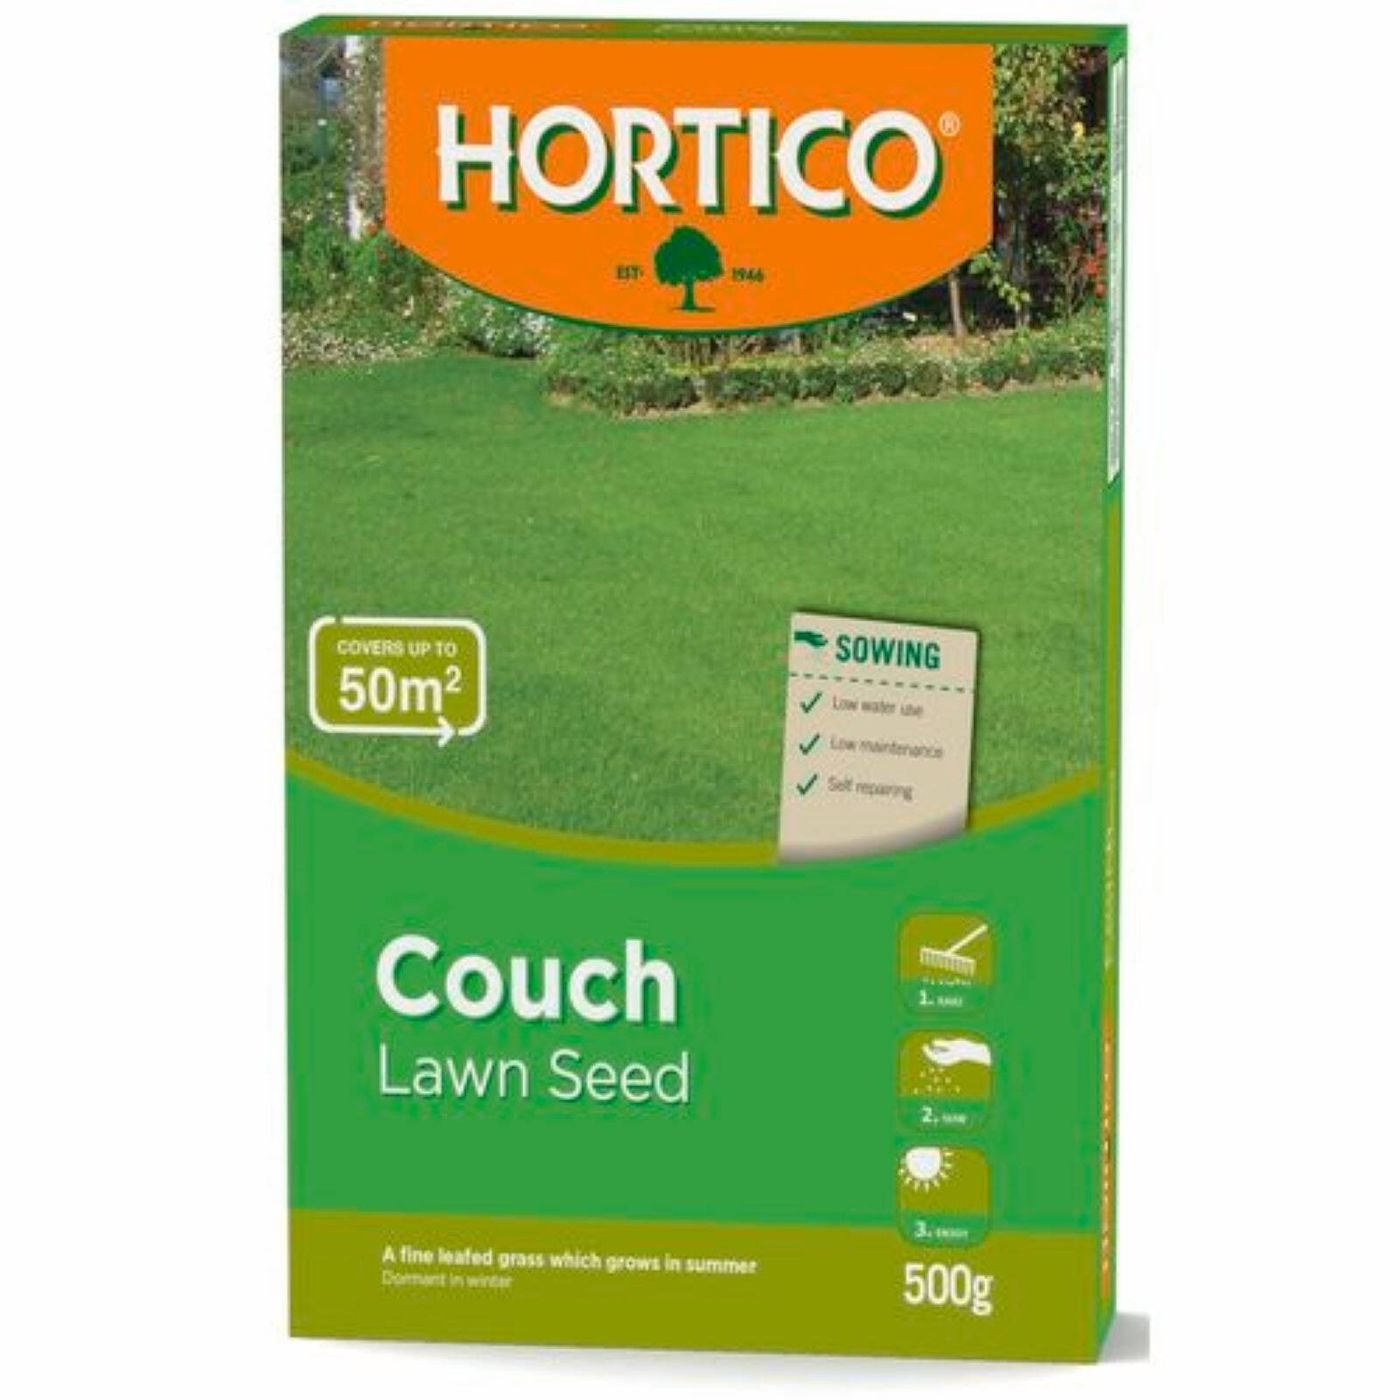 HORTICO®
EST· 1946
COVERS UP TO
50m²
SOWING
Low water use
Low maintenance
Self repairing
Couch
Lawn Seed
1.
2. SOW
3. ENJOY
A fine leafed grass which grows in summer
Dormant in winter
500g